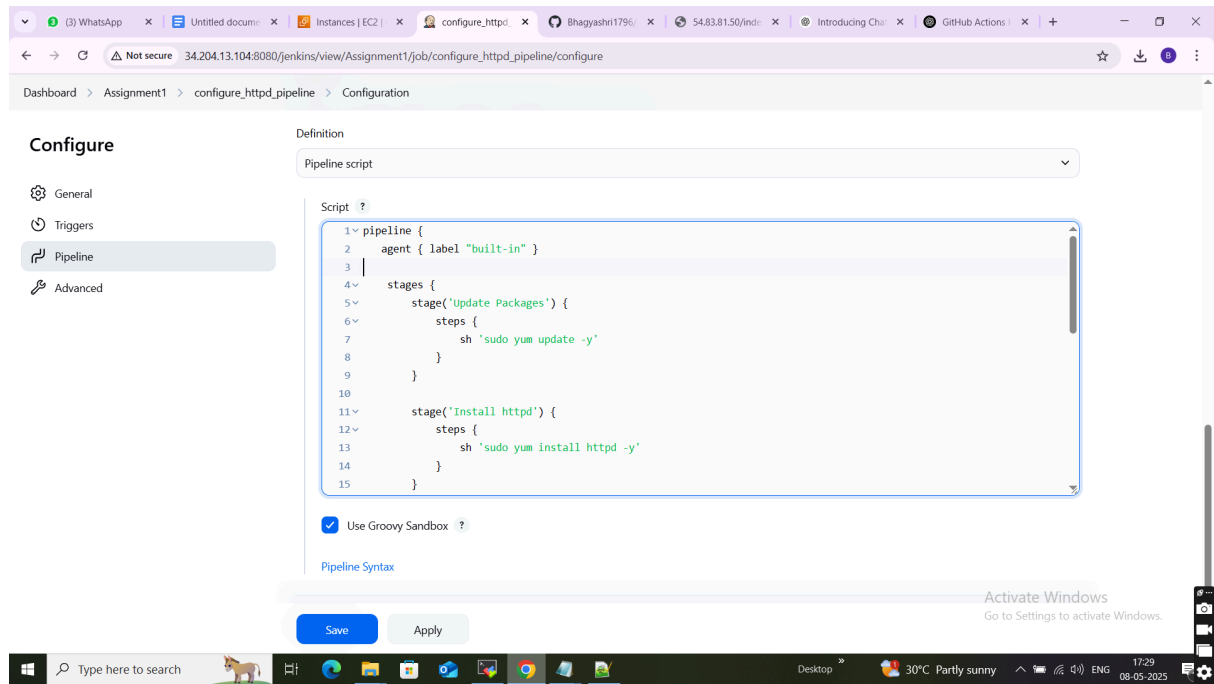 (3) WhatsApp
Untitled docume
Instances | EC2 |
configure_httpd_
Bhagyashri1796/
54.83.81.50/inde
Introducing Cha
GitHub Actions
Not secure 34.204.13.104:8080/jenkins/view/Assignment1/job/configure_httpd_pipeline/configure
B
Dashboard > Assignment1 > configure_httpd_pipeline > Configuration
Configure
General
Triggers
Pipeline
Advanced
Definition
Pipeline script
Script ?
1 pipeline {
2 agent { label "built-in" }
3
4 stages {
5 stage('Update Packages') {
6 steps {
7 sh 'sudo yum update -y'
8 }
9 }
10
11 stage('Install httpd') {
12 steps {
13 sh 'sudo yum install httpd -y'
14 }
15 }
Use Groovy Sandbox ?
Pipeline Syntax
Save Apply
Activate Windows
Go to Settings to activate Windows.
Type here to search
Desktop »
30°C Partly sunny
ENG
17:29
08-05-2025